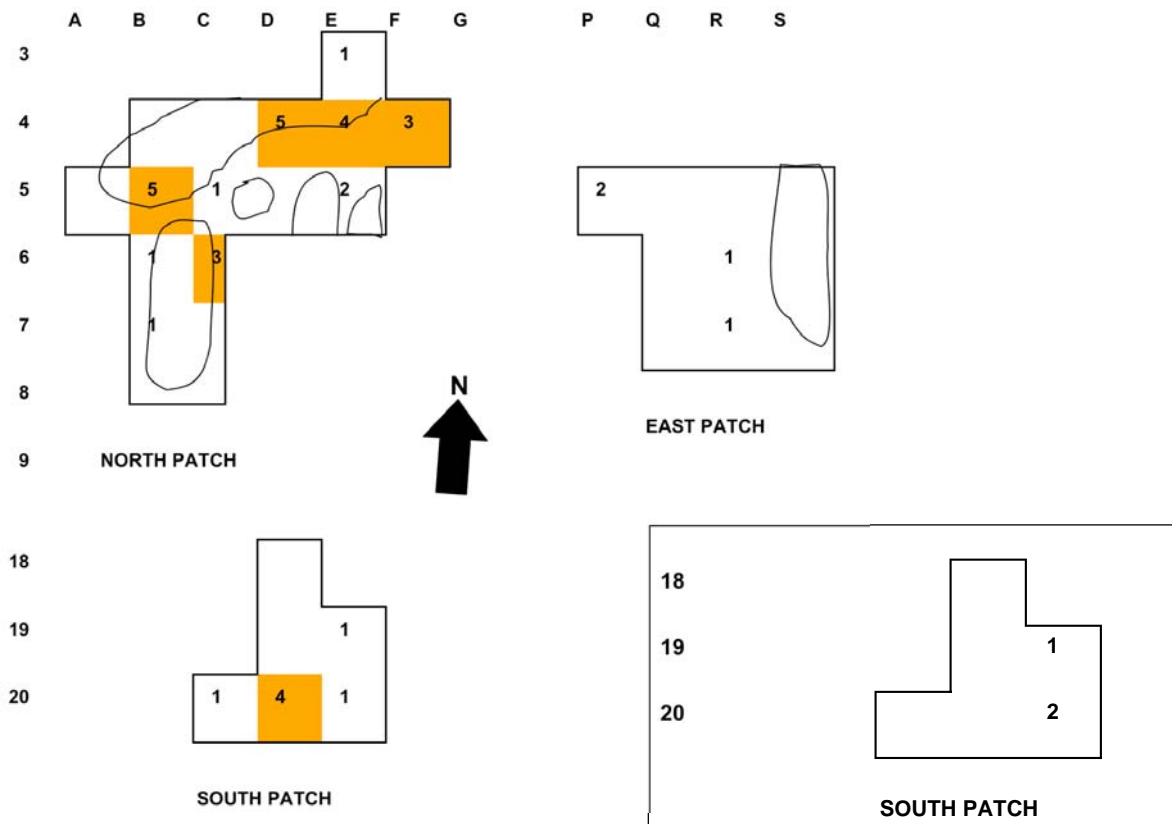 A B C D E F G P Q R S
3 1
4 5 4 3
5 5 1 2 2
6 1 3 1
7 1 1
8
N
EAST PATCH
9 NORTH PATCH
18
19 1
20 1 4 1
SOUTH PATCH
18
19 1
20 2
SOUTH PATCH